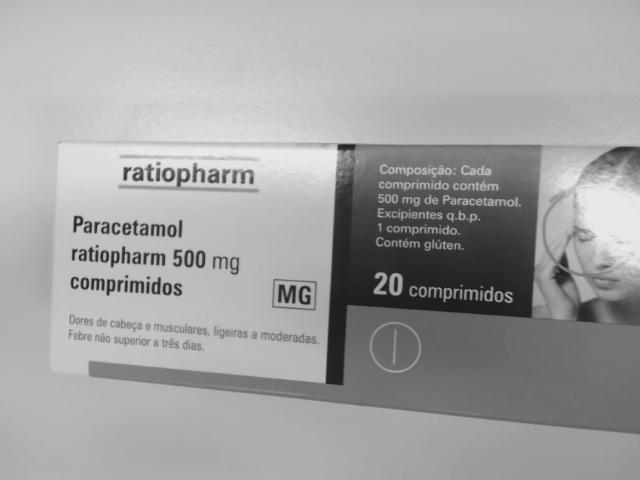 ratiopharm
Paracetamol
ratiopharm 500 mg
comprimidos
MG
Dores de cabeça e musculares, ligeiras a moderadas.
Febre não superior a três dias.
Composição: Cada
comprimido contém
500 mg de Paracetamol.
Excipientes q.b.p.
1 comprimido.
Contém glúten.
20 comprimidos